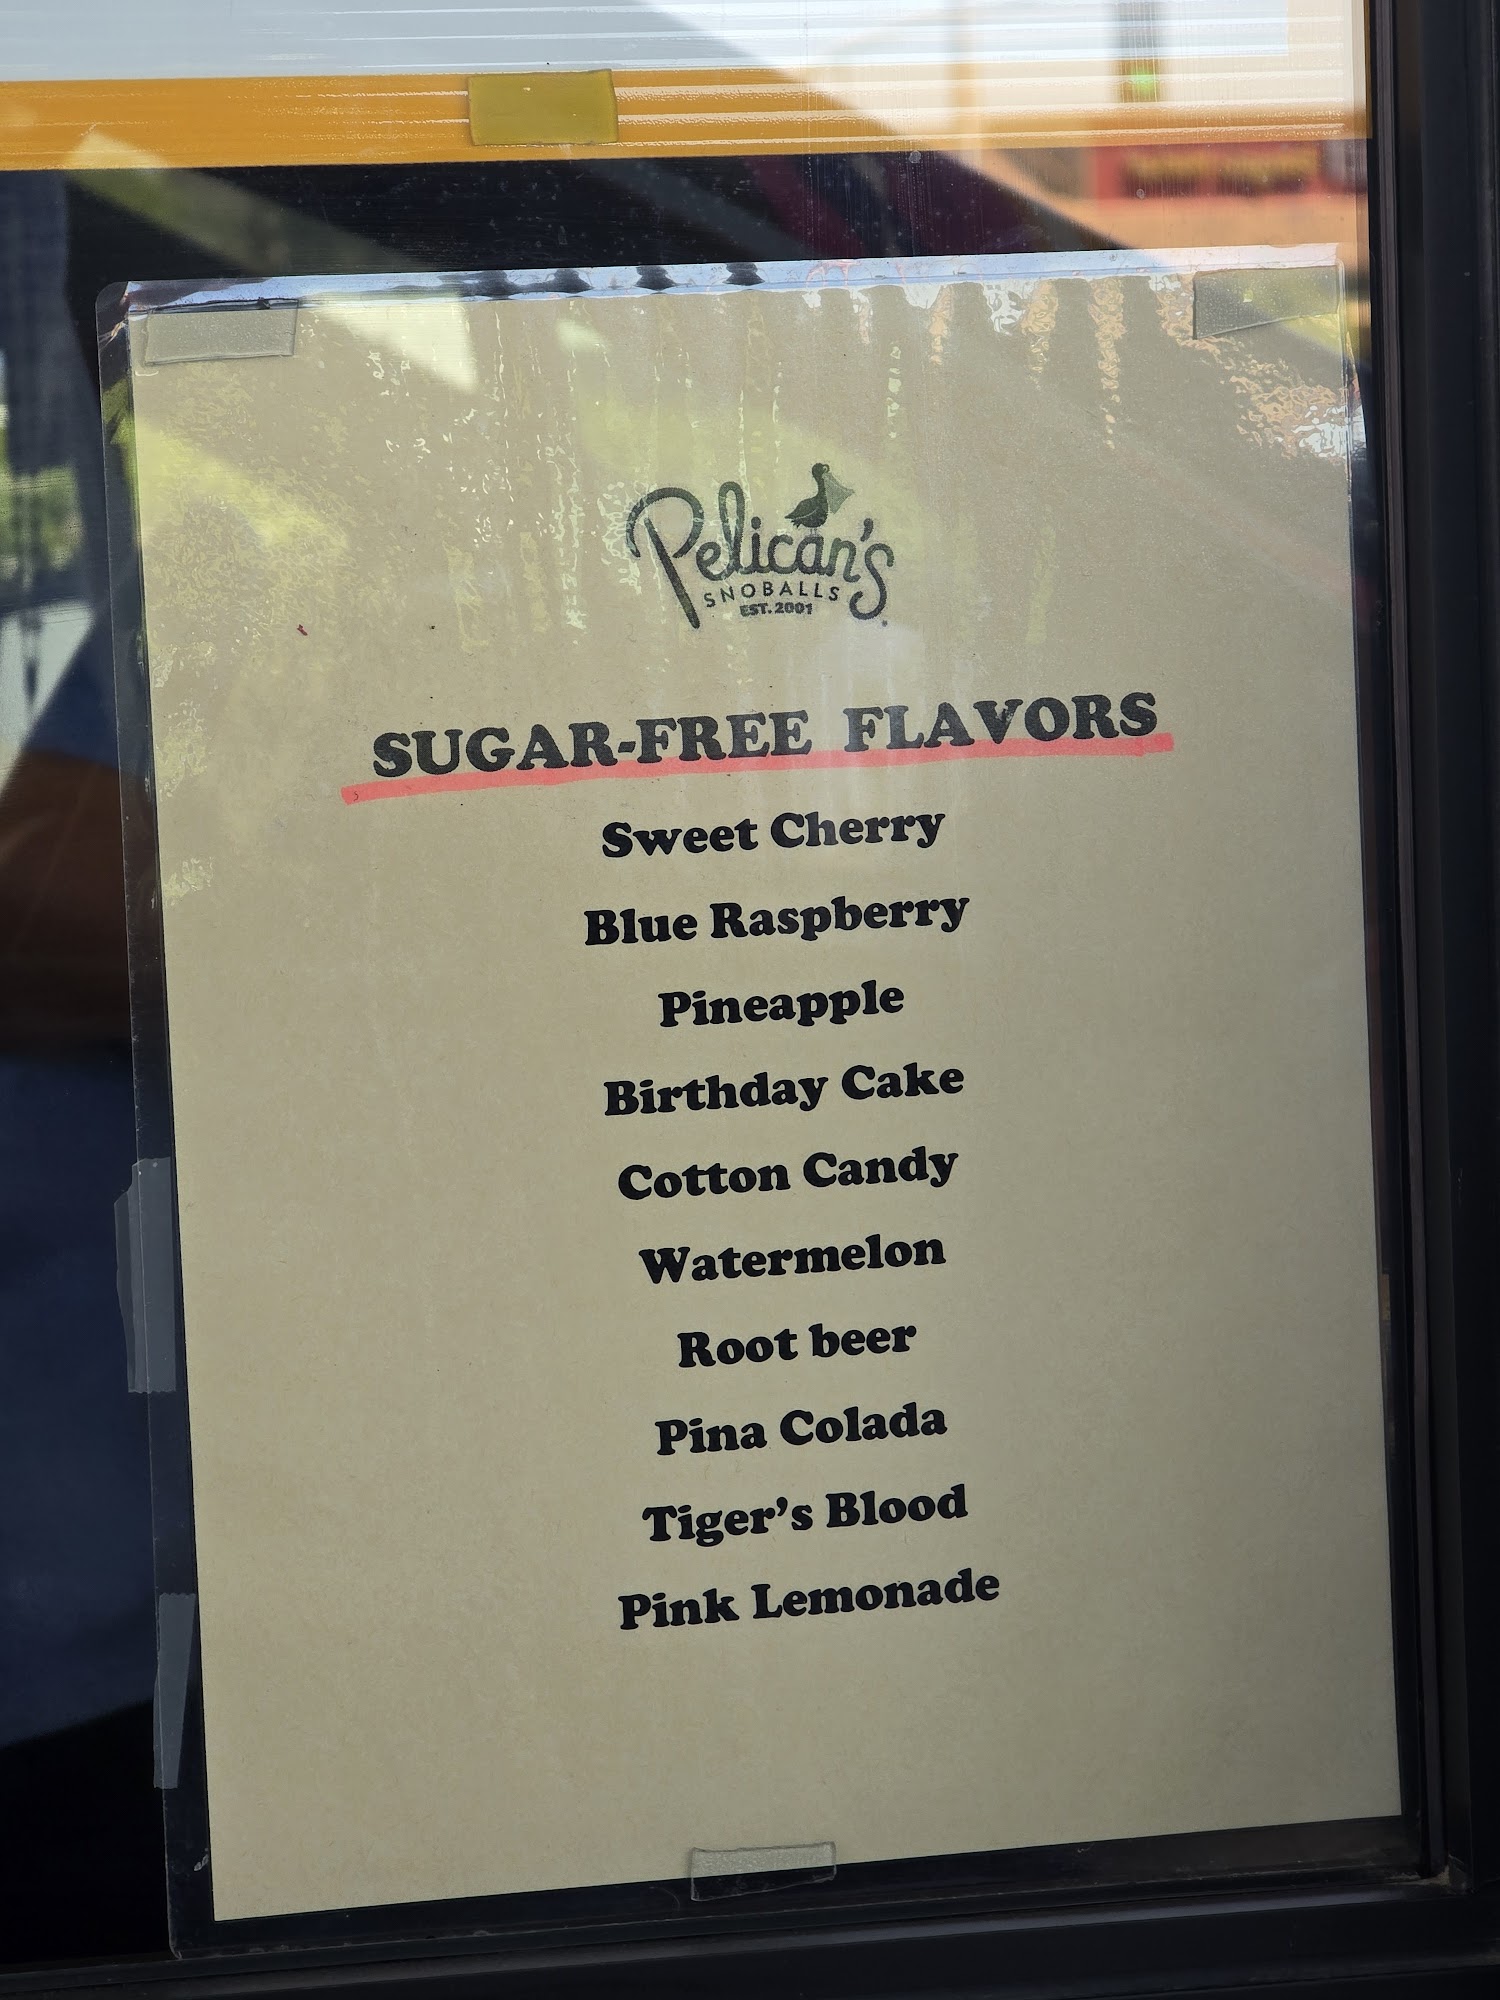 Pelican's
SNOBALLS
EST. 2001
SUGAR-FREE FLAVORS
Sweet Cherry
Blue Raspberry
Pineapple
Birthday Cake
Cotton Candy
Watermelon
Root beer
Pina Colada
Tiger's Blood
Pink Lemonade